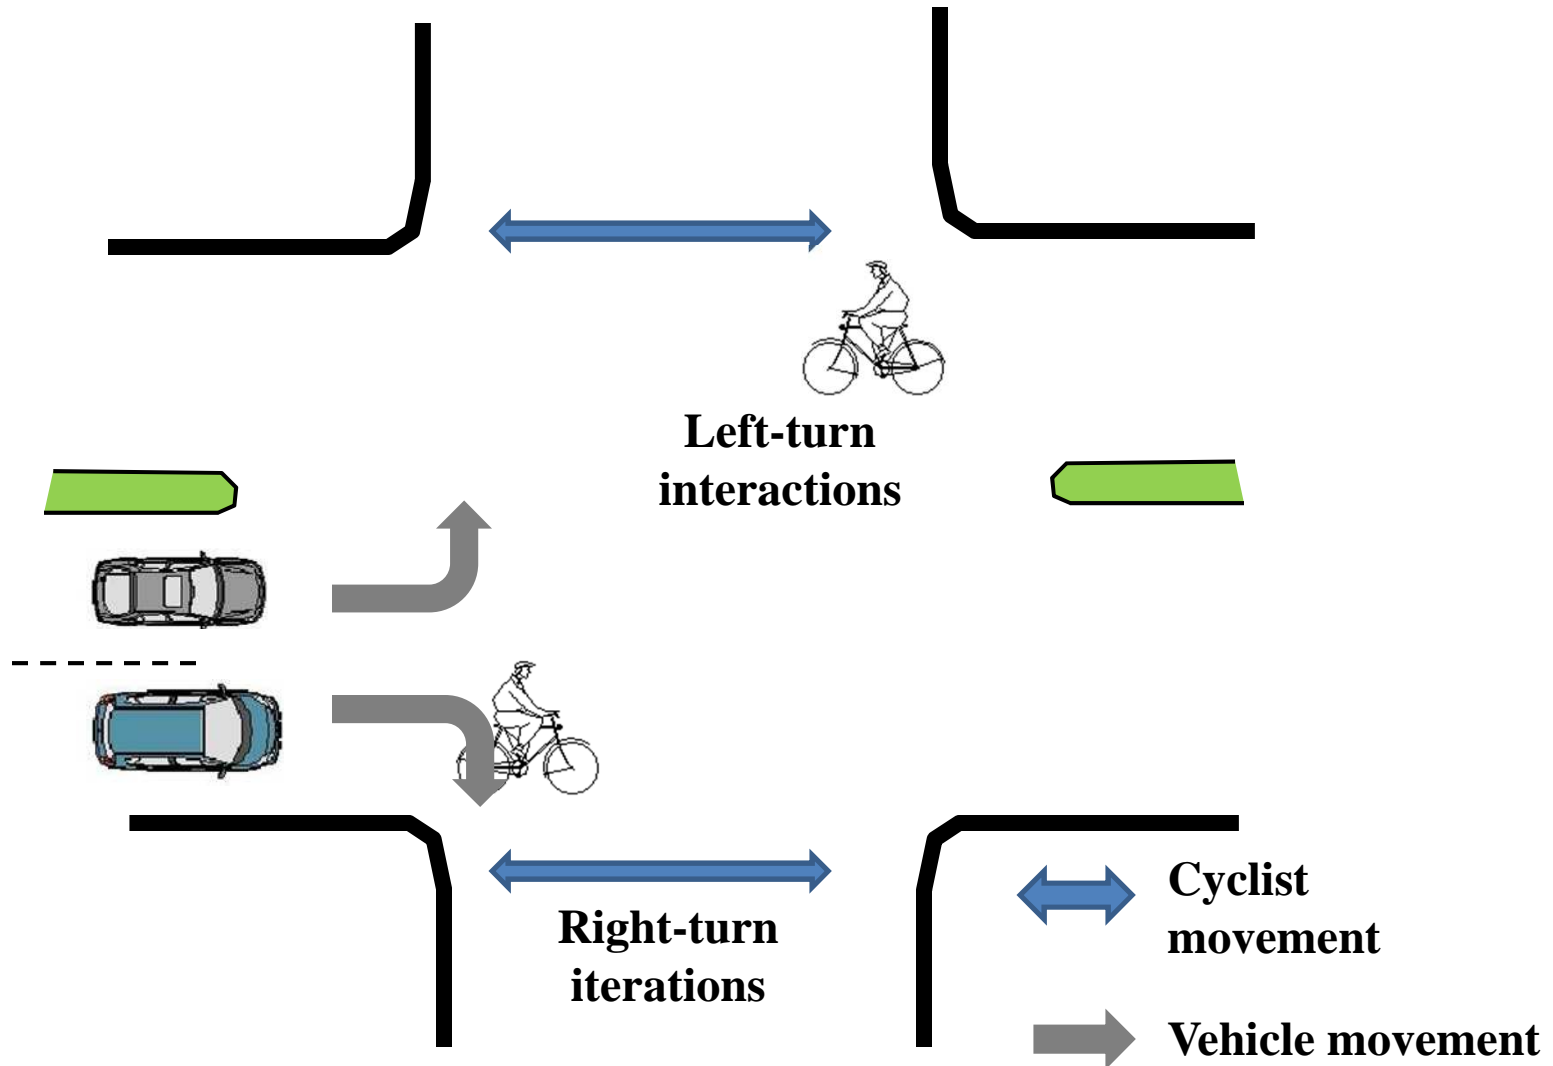 Left-turn
interactions
Right-turn
iterations
Cyclist
movement
Vehicle movement